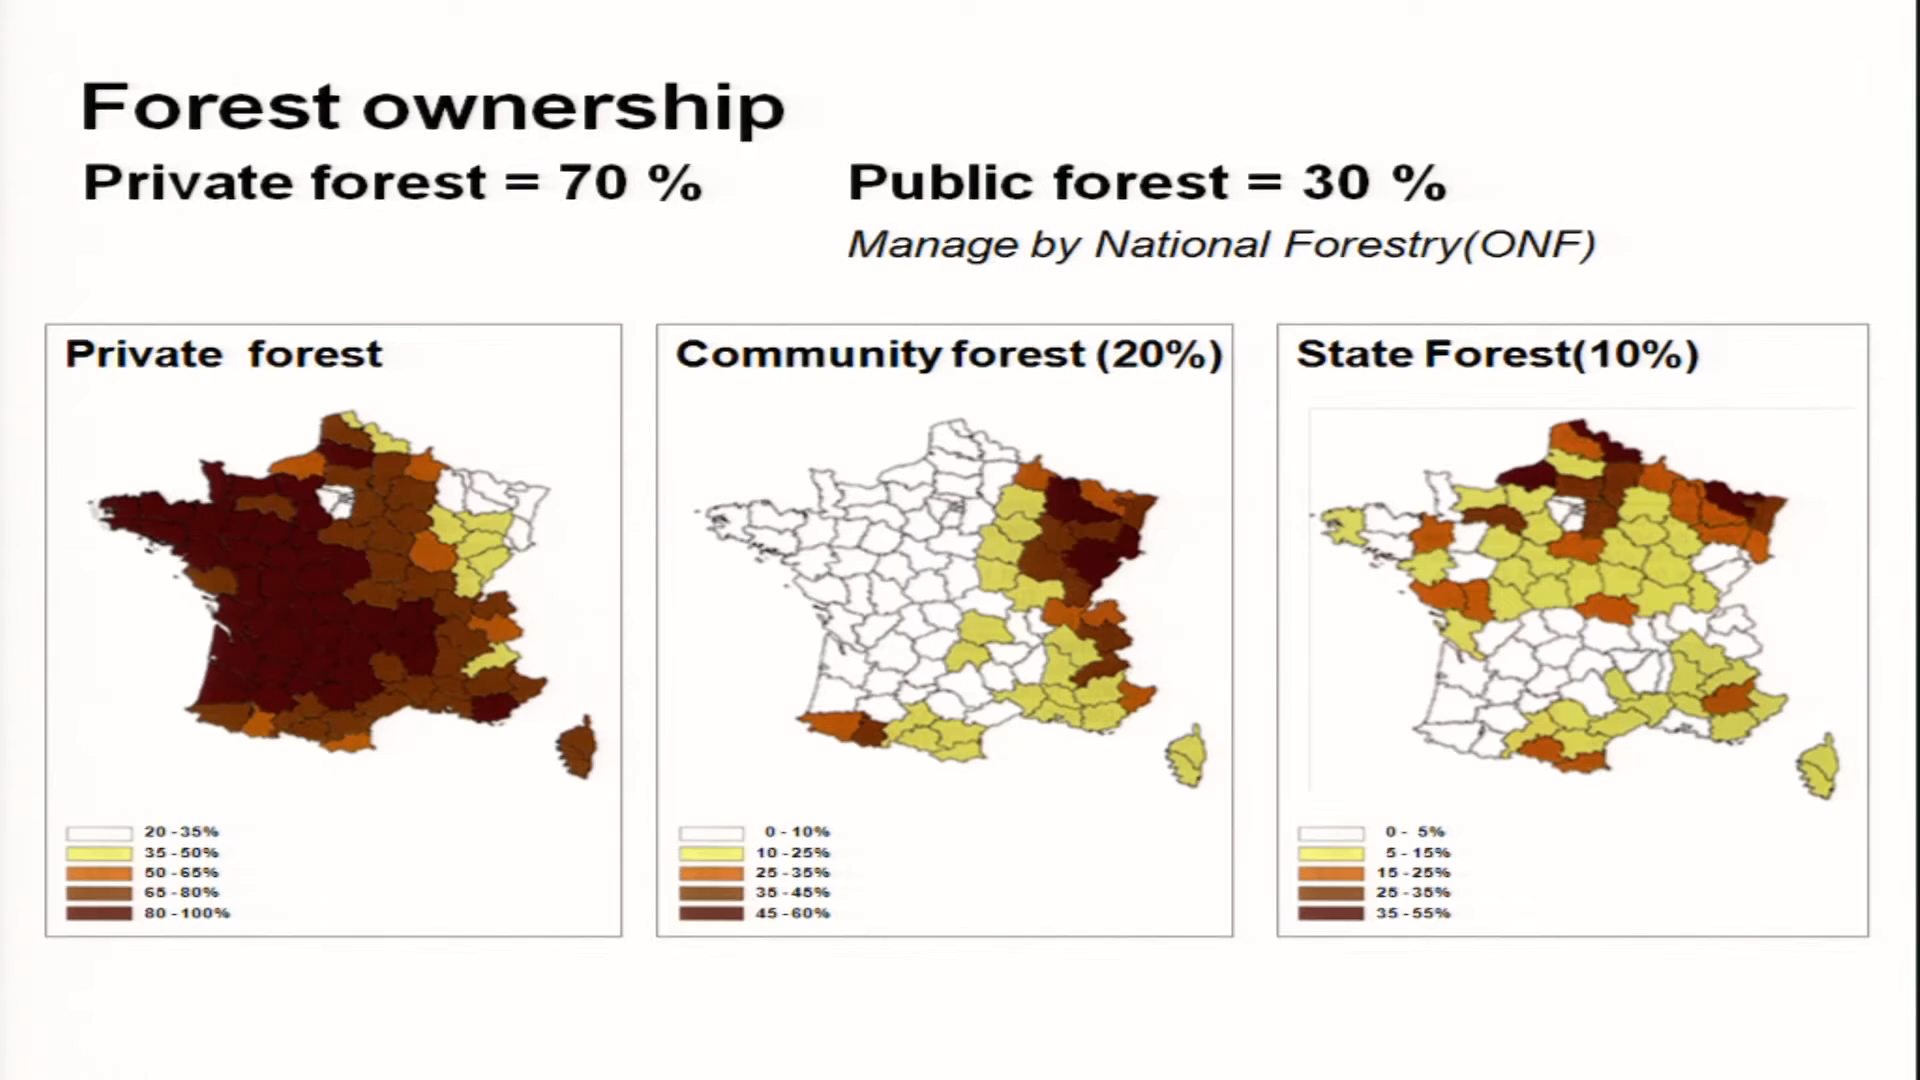 Forest ownership
Private forest = 70 %
Public forest = 30 %
Manage by National Forestry(ONF)
Private forest
20 - 35%
35 - 50%
50 - 65%
65 - 80%
80 - 100%
Community forest (20%)
0 - 10%
10 - 25%
25 - 35%
35 - 45%
45 - 60%
State Forest(10%)
0 - 5%
5 - 15%
15 - 25%
25 - 35%
35 - 55%